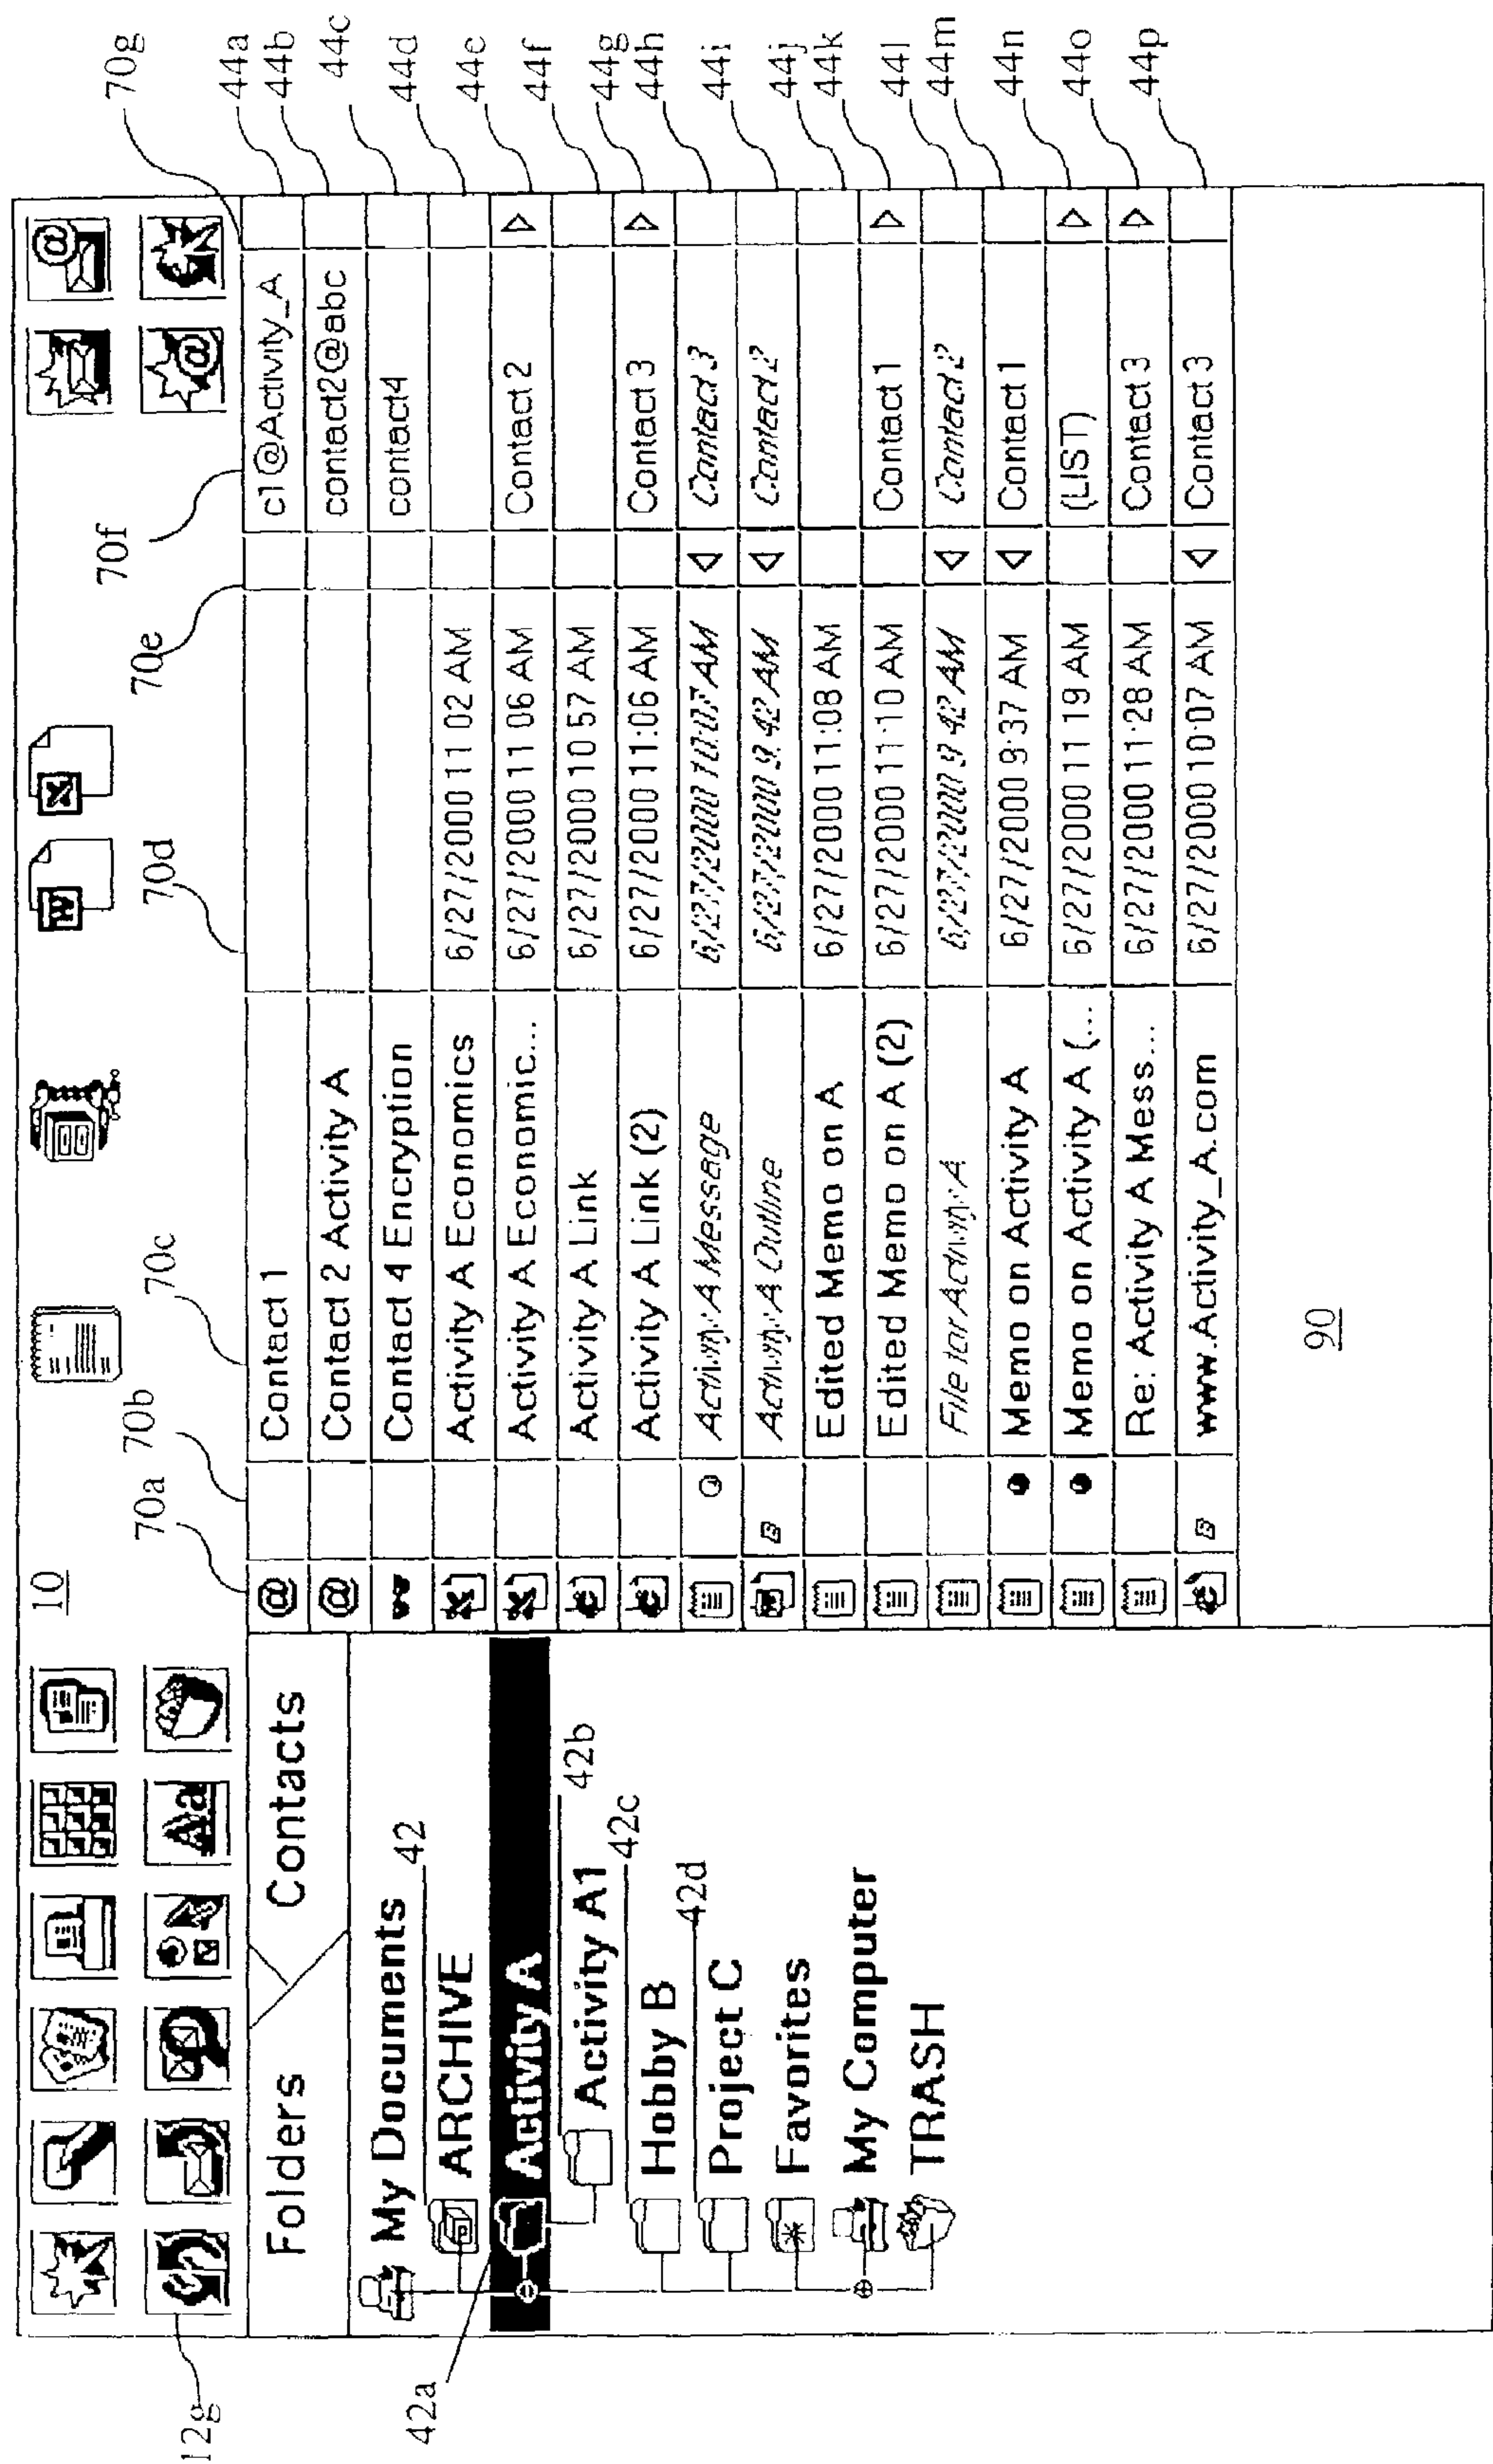 10
70a
70b
70c
70d
70e
70f
70g
12g
42a
Folders
Contacts
My Documents
42
ARCHIVE
Activity A
42b
Activity A1
42c
Hobby B
42d
Project C
Favorites
My Computer
TRASH
@ Contact 1 c1@Activity_A 44a
@ Contact 2 Activity A contact2@abc 44b
Contact 4 Encryption contact4 44c
Activity A Economics 6/27/2000 11 02 AM 44d
Activity A Economic... 6/27/2000 11 06 AM Contact 2 44e
Activity A Link 6/27/2000 10 57 AM 44f
Activity A Link (2) 6/27/2000 11:06 AM Contact 3 44g
Activity A Message 6/27/2000 10:07 AM Contact 3 44h
Activity A Outline 6/27/2000 9 42 AM Contact 2 44i
Edited Memo on A 6/27/2000 11:08 AM 44j
Edited Memo on A (2) 6/27/2000 11·10 AM Contact 1 44k
File for Activity A 6/27/2000 9 42 AM Contact 2 44l
Memo on Activity A 6/27/2000 9·37 AM Contact 1 44m
Memo on Activity A (... 6/27/2000 11 19 AM (LIST) 44n
Re: Activity A Mess... 6/27/2000 11·28 AM Contact 3 44o
www.Activity_A.com 6/27/2000 10·07 AM Contact 3 44p
90
Aa
W
X
@
@